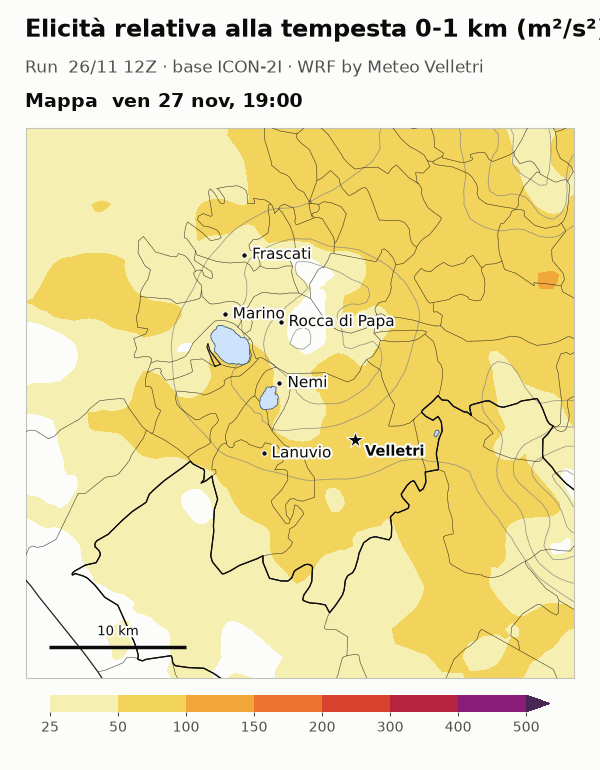 Elicità relativa alla tempesta 0-1 km (m²/s²)
Run  26/11 12Z · base ICON-2I · WRF by Meteo Velletri
Mappa  ven 27 nov, 19:00
Frascati
Marino
Rocca di Papa
Nemi
Velletri
Lanuvio
10 km
25 50 100 150 200 300 400 500